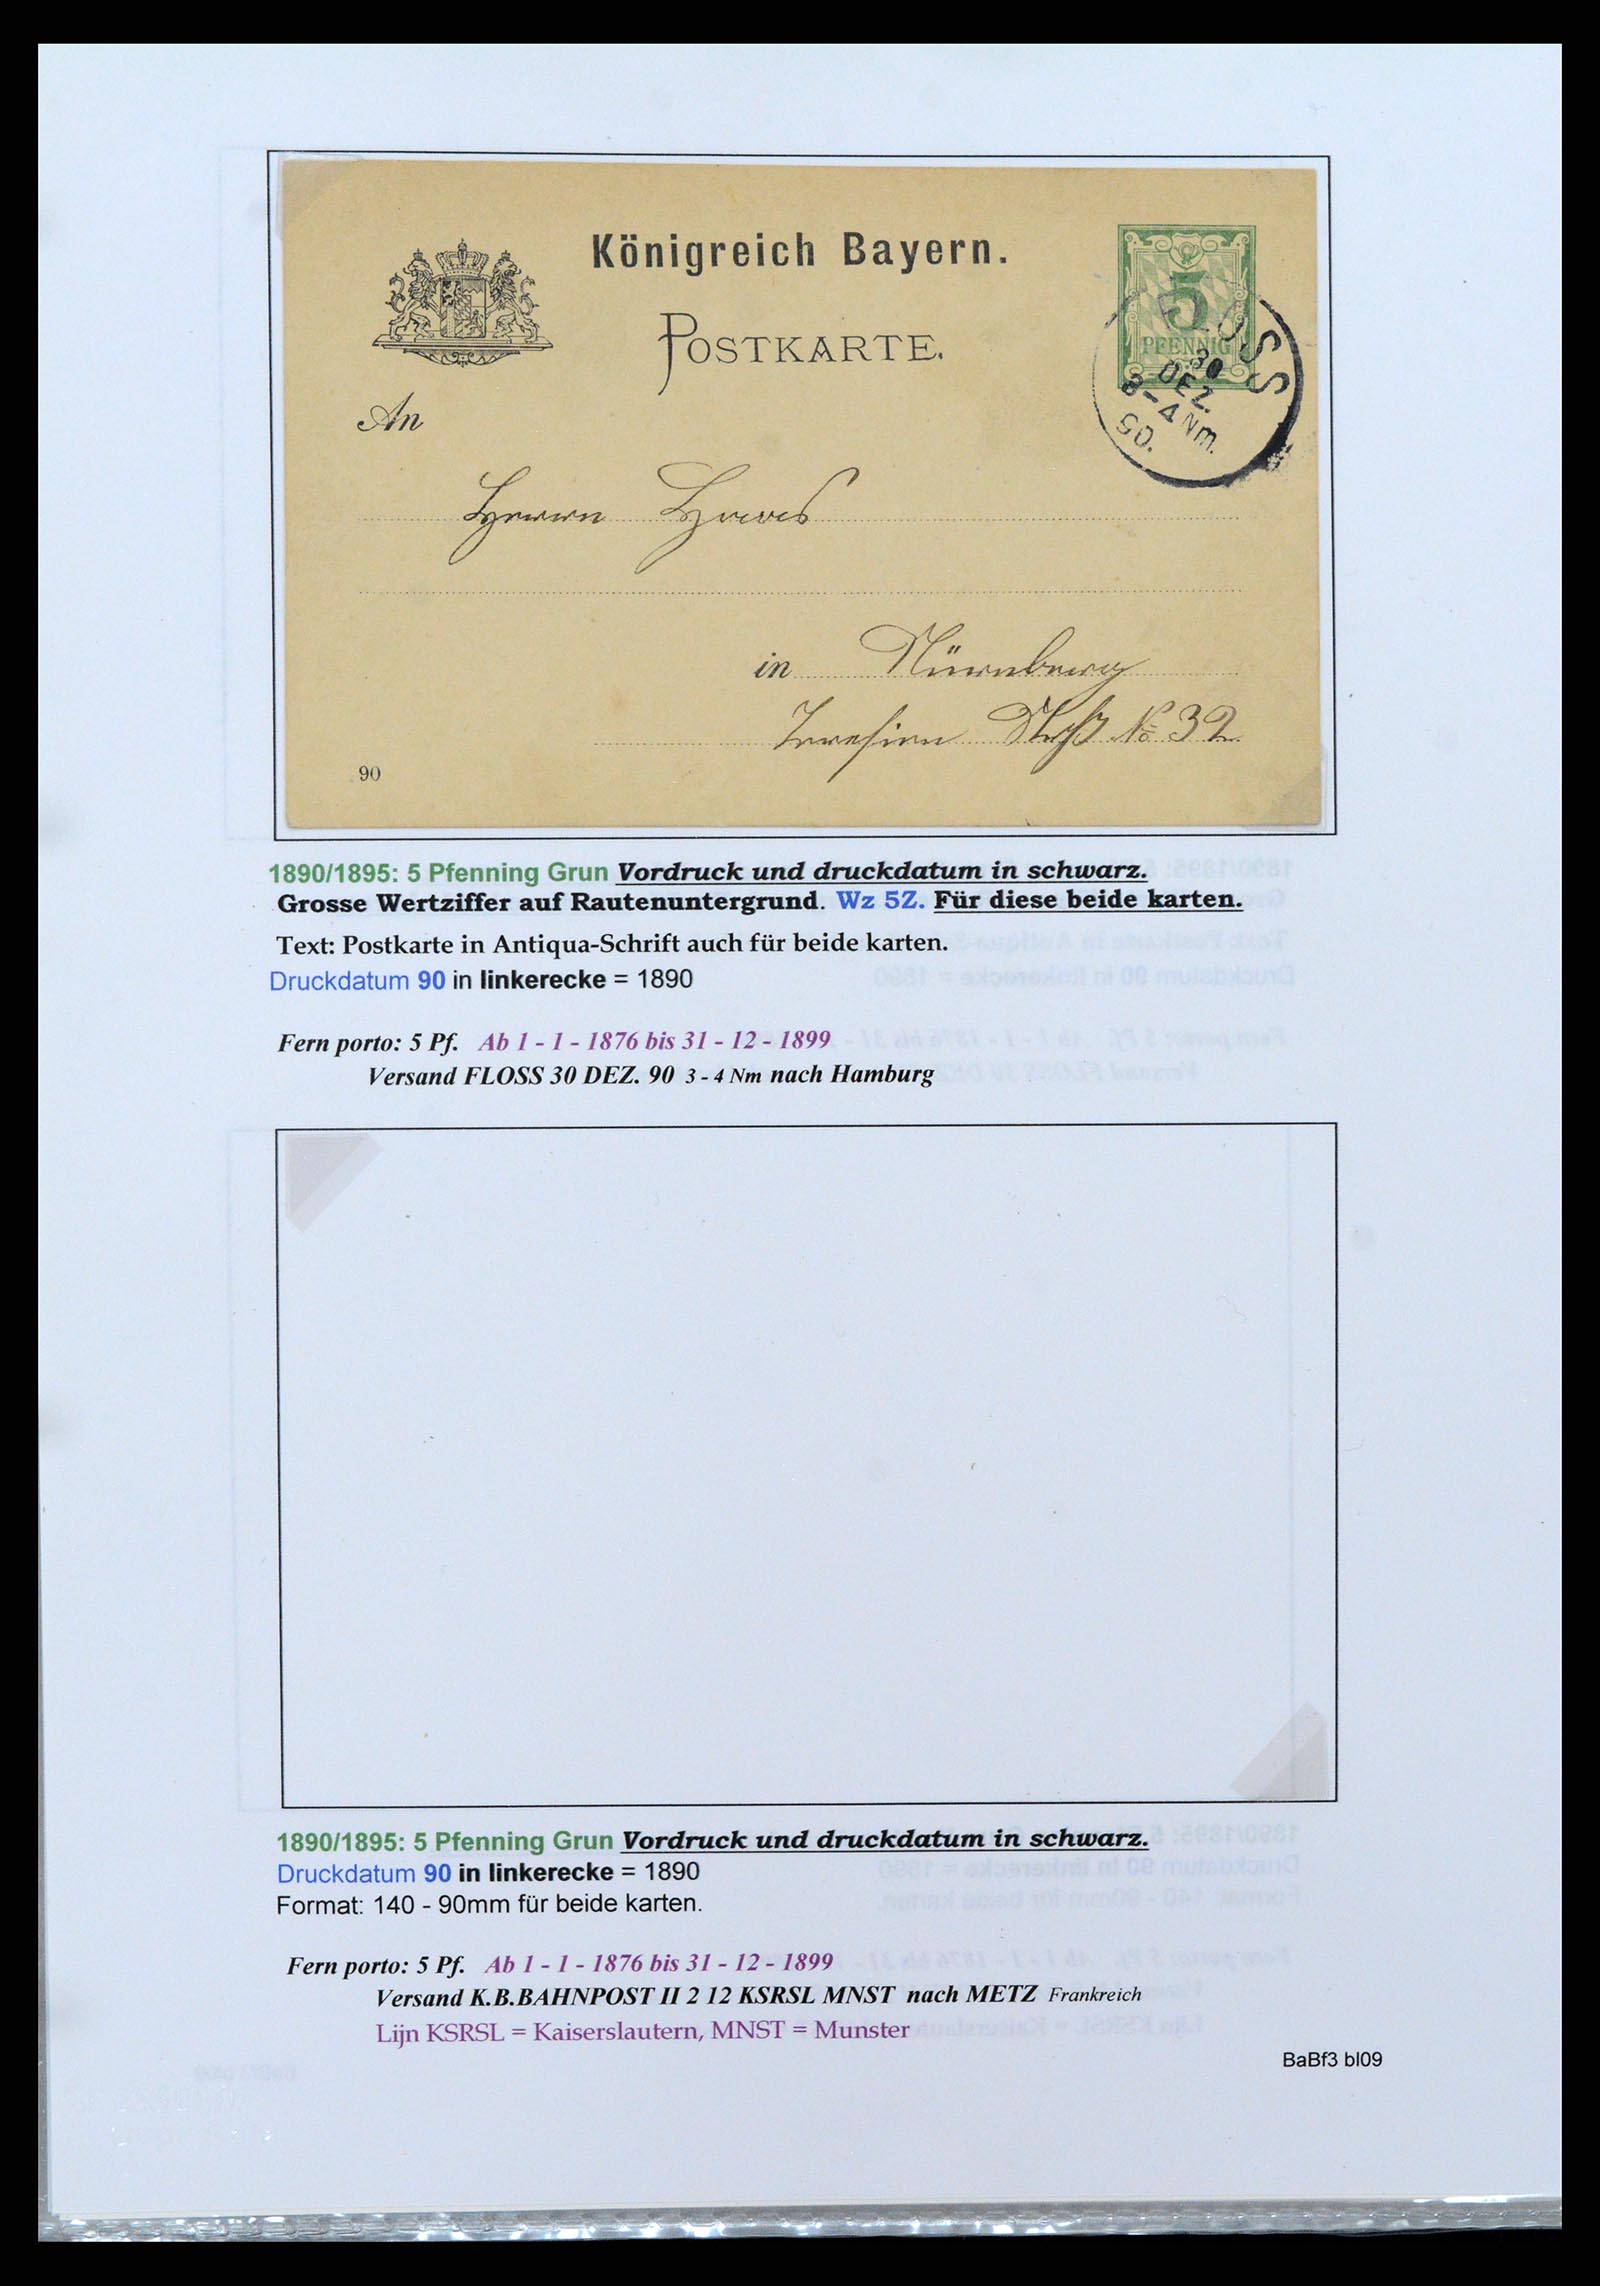 Königreich Bayern.
POSTKARTE.
5
PFENNIG
FLOSS
30
DEZ.
3-4 Nm.
90.
An
Herrn
in Nürnberg
Teresien Straße No 32
90
1890/1895: 5 Pfenning Grun Vordruck und druckdatum in schwarz.
Grosse Wertziffer auf Rautenuntergrund. Wz 5Z. Für diese beide karten.
Text: Postkarte in Antiqua-Schrift auch für beide karten.
Druckdatum 90 in linkerecke = 1890
Fern porto: 5 Pf. Ab 1 - 1 - 1876 bis 31 - 12 - 1899
Versand FLOSS 30 DEZ. 90 3 - 4 Nm nach Hamburg
1890/1895: 5 Pfenning Grun Vordruck und druckdatum in schwarz.
Druckdatum 90 in linkerecke = 1890
Format: 140 - 90mm für beide karten.
Fern porto: 5 Pf. Ab 1 - 1 - 1876 bis 31 - 12 - 1899
Versand K.B.BAHNPOST II 2 12 KSRSL MNST nach METZ Frankreich
Lijn KSRSL = Kaiserslautern, MNST = Munster
BaBf3 bl09